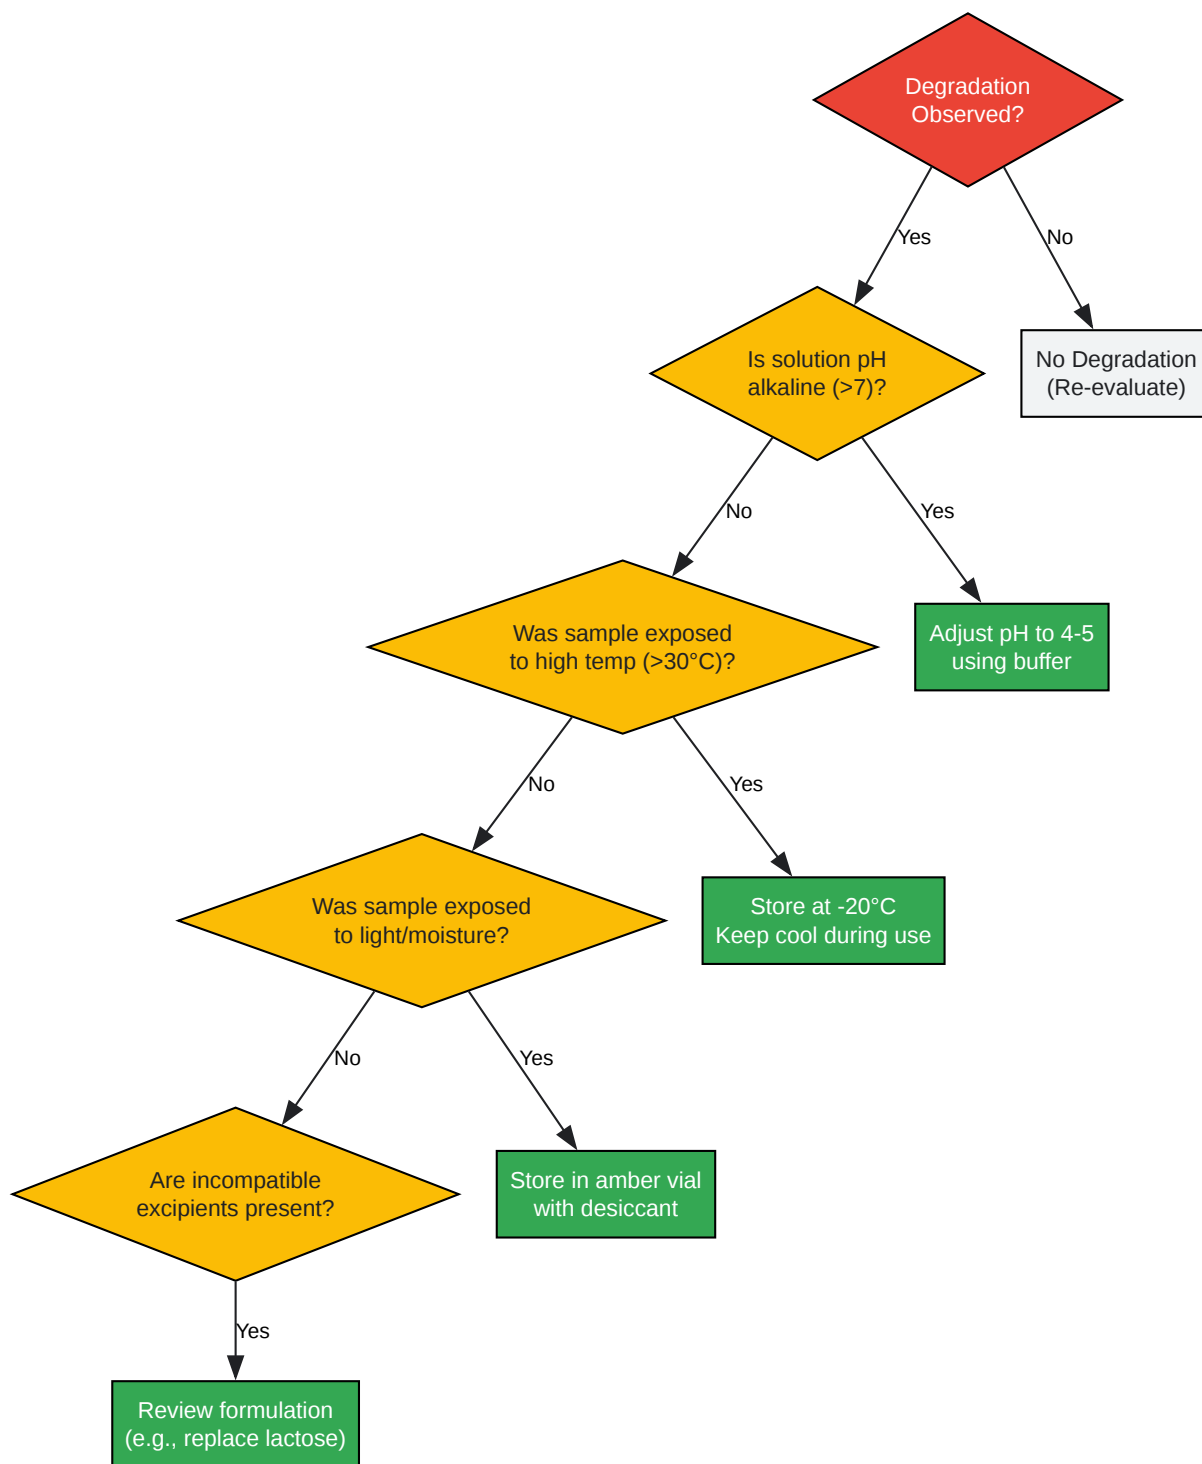 Degradation
Observed?
Yes
No
Is solution pH
alkaline (>7)?
No Degradation
(Re-evaluate)
No
Yes
Was sample exposed
to high temp (>30°C)?
Adjust pH to 4-5
using buffer
No
Yes
Was sample exposed
to light/moisture?
Store at -20°C
Keep cool during use
No
Yes
Are incompatible
excipients present?
Store in amber vial
with desiccant
Yes
Review formulation
(e.g., replace lactose)